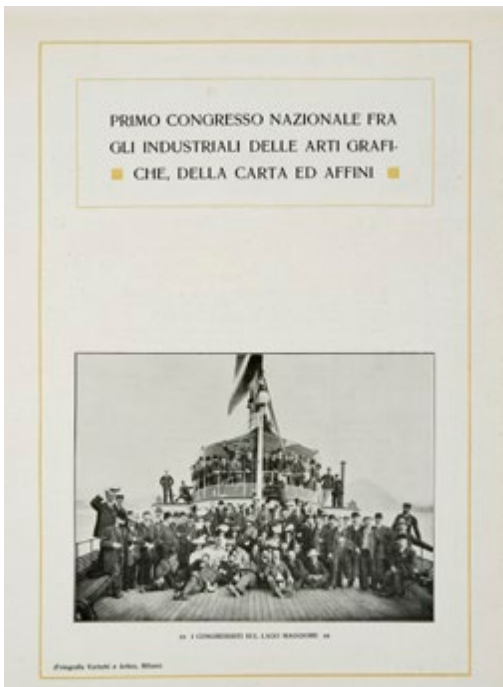 PRIMO CONGRESSO NAZIONALE FRA
GLI INDUSTRIALI DELLE ARTI GRAFI-
CHE, DELLA CARTA ED AFFINI
I CONGRESSISTI SUL LAGO MAGGIORE
(Fotografia Varischi e Artico, Milano)